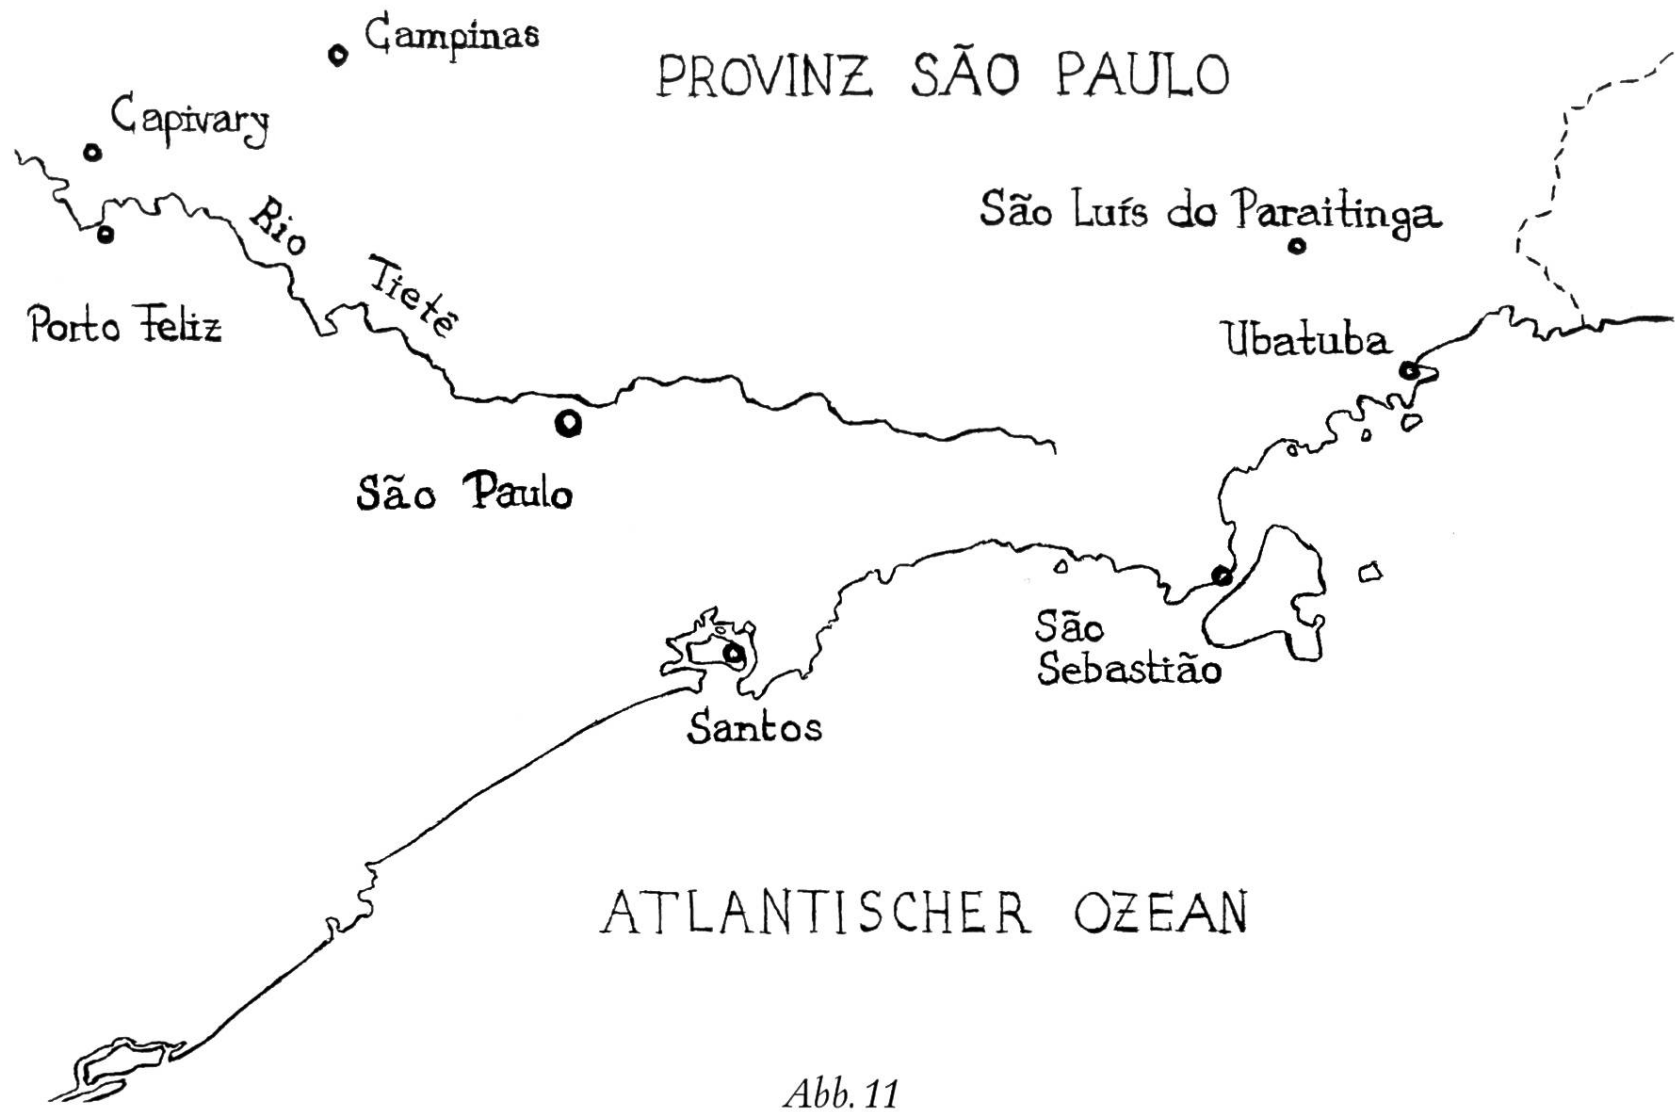 Campinas
PROVINZ SÃO PAULO
Capivary
São Luís do Paraitinga
Rio Tietê
Porto Feliz
Ubatuba
São Paulo
São
Sebastião
Santos
ATLANTISCHER OZEAN
Abb. 11